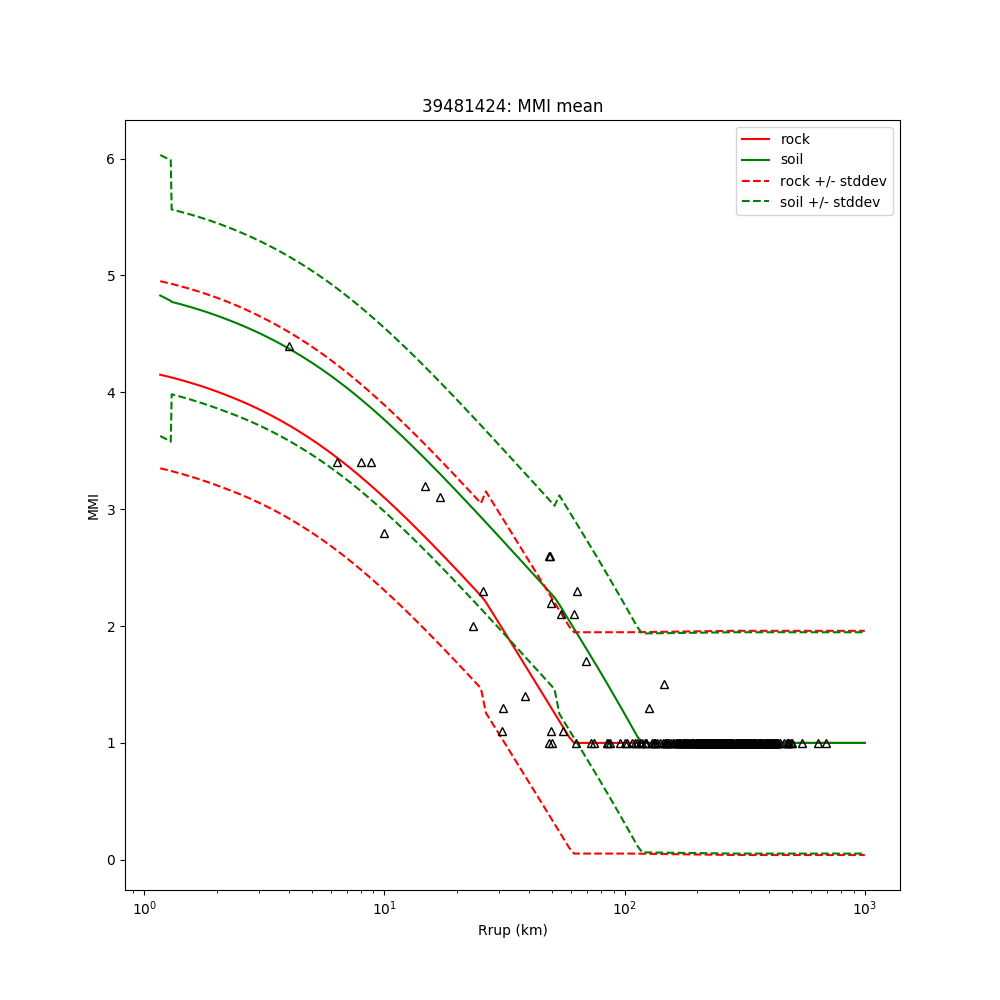 39481424: MMI mean
rock
soil
rock +/- stddev
soil +/- stddev
6
5
4
3
2
1
0
MMI
10⁰
10¹
10²
10³
Rrup (km)